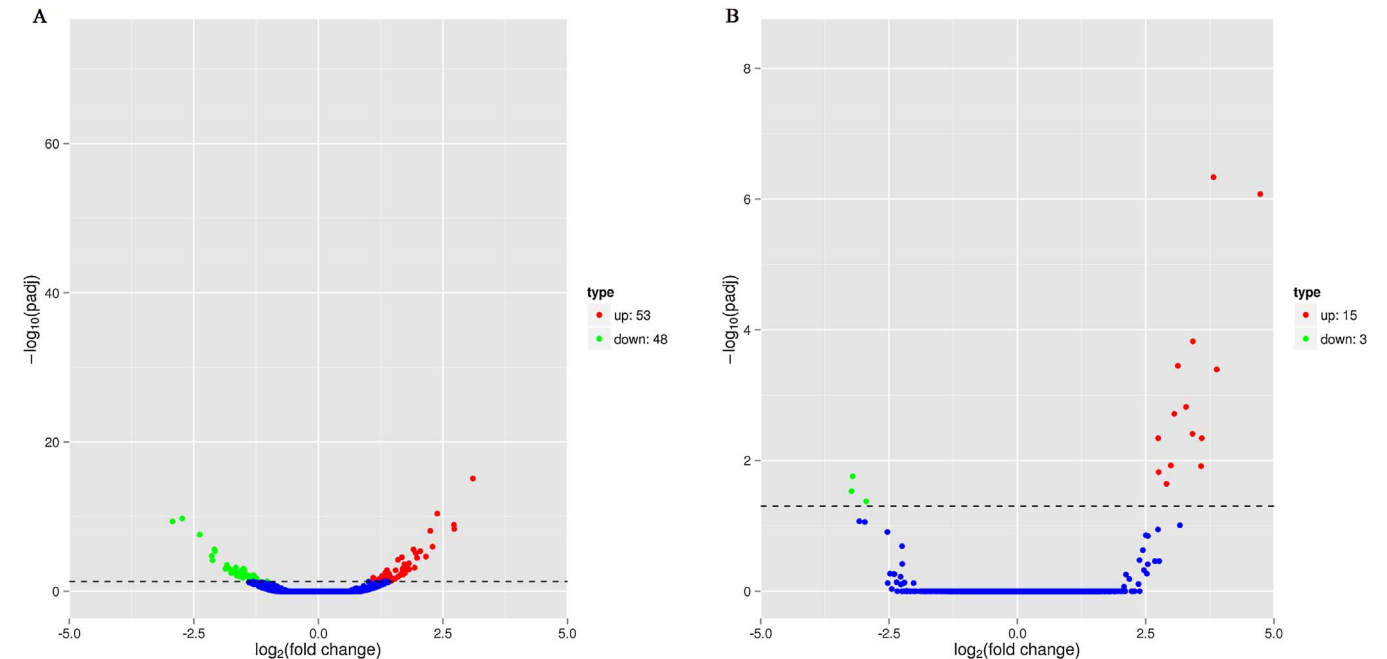 A
60
40
20
0
−log10(padj)
-5.0 -2.5 0.0 2.5 5.0
log2(fold change)
type
up: 53
down: 48
B
8
6
4
2
0
−log10(padj)
-5.0 -2.5 0.0 2.5 5.0
log2(fold change)
type
up: 15
down: 3